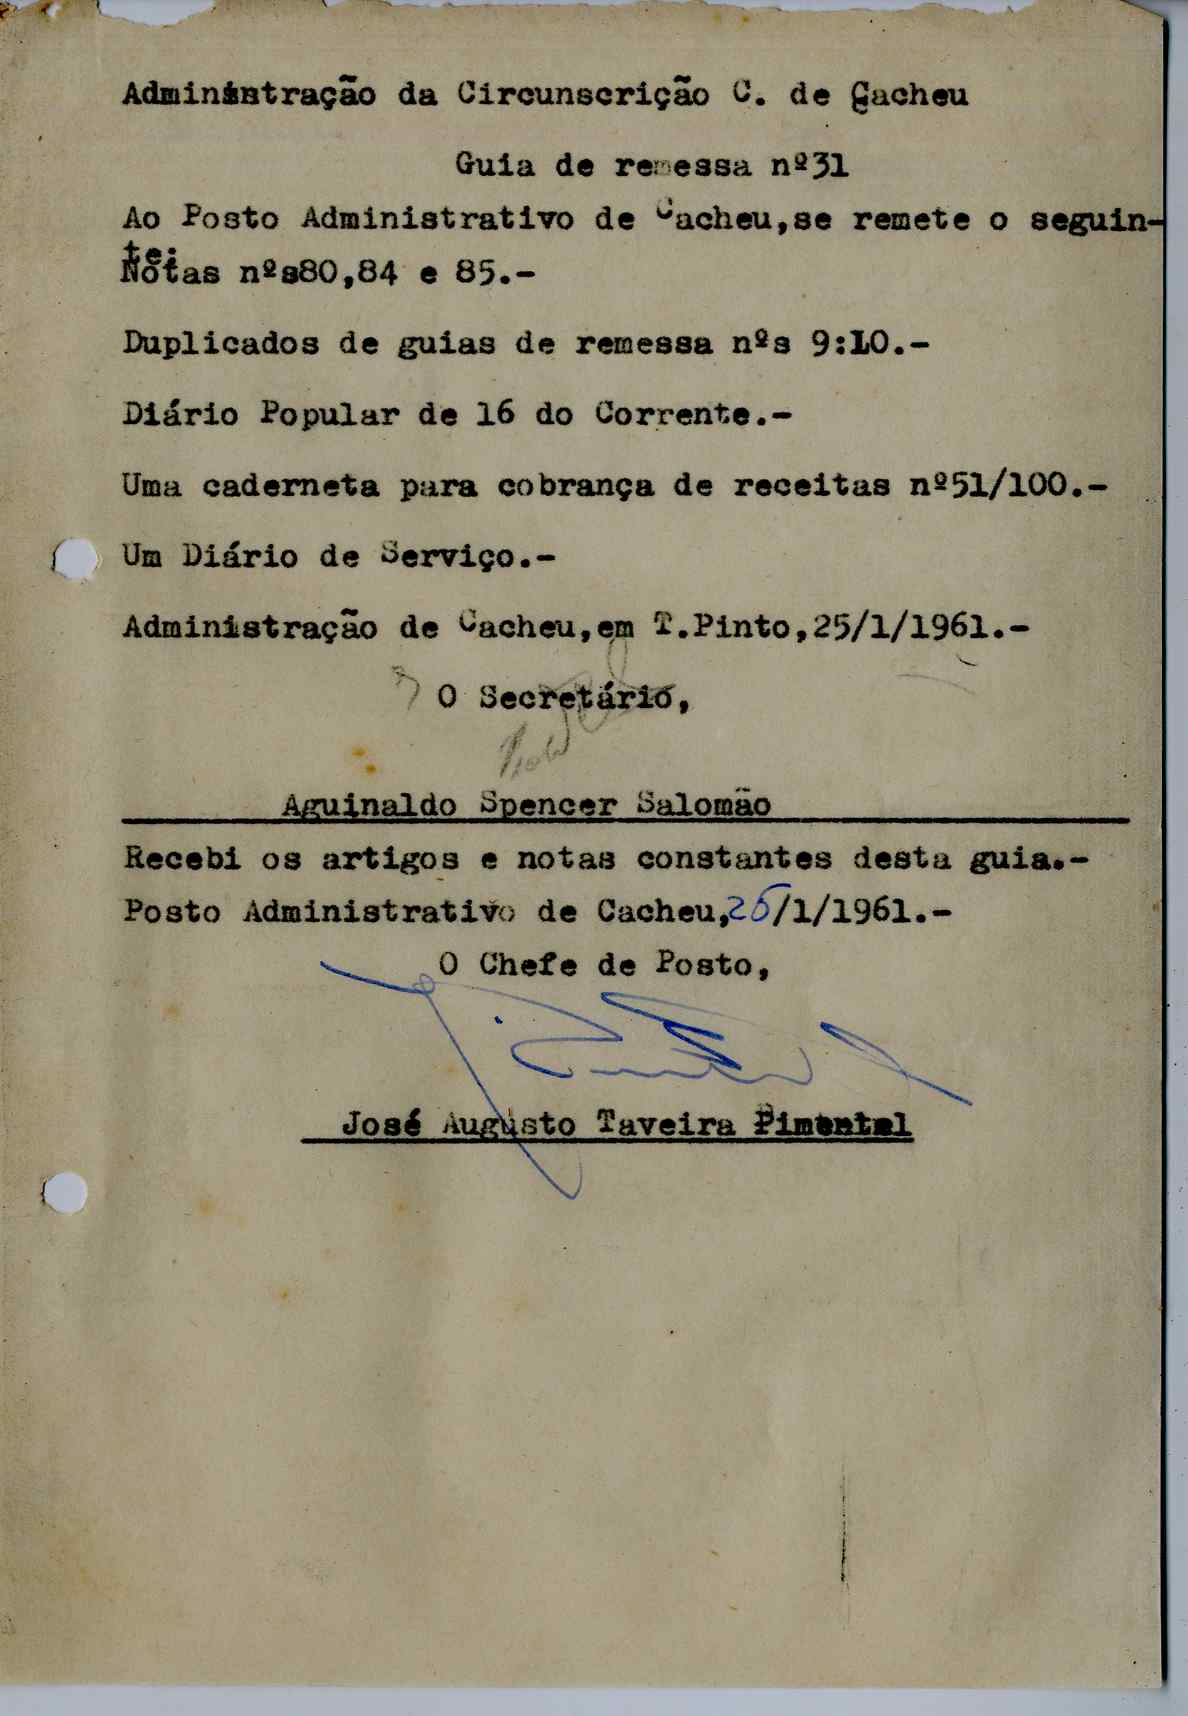 Administração da Circunscrição C. de Cacheu
Guia de remessa nº31
Ao Posto Administrativo de Cacheu,se remete o seguin-
te:
Notas nºs80,84 e 85.-
Duplicados de guias de remessa nºs 9:10.-
Diário Popular de 16 do Corrente.-
Uma caderneta para cobrança de receitas nº51/100.-
Um Diário de Serviço.-
Administração de Cacheu,em T.Pinto,25/1/1961.-
O Secretário,
Aguinaldo Spencer Salomão
Recebi os artigos e notas constantes desta guia.-
Posto Administrativo de Cacheu,26/1/1961.-
O Chefe de Posto,
José Augusto Taveira Pimentel